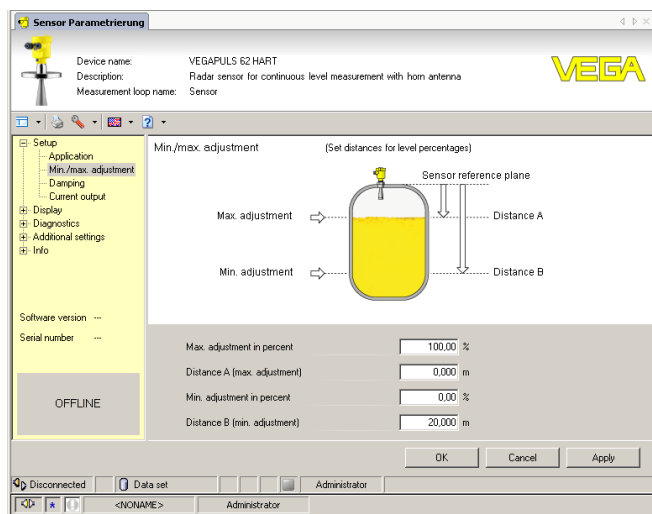 Sensor Parametrierung
Device name: VEGAPULS 62 HART
Description: Radar sensor for continuous level measurement with horn antenna
Measurement loop name: Sensor
VEGA
Setup
Application
Min./max. adjustment
Damping
Current output
Display
Diagnostics
Additional settings
Info
Software version ---
Serial number ---
OFFLINE
Min./max. adjustment (Set distances for level percentages)
Sensor reference plane
Max. adjustment Distance A
Min. adjustment Distance B
Max. adjustment in percent 100,00 %
Distance A (max. adjustment) 0,000 m
Min. adjustment in percent 0,00 %
Distance B (min. adjustment) 20,000 m
OK Cancel Apply
Disconnected Data set Administrator
<NONAME> Administrator